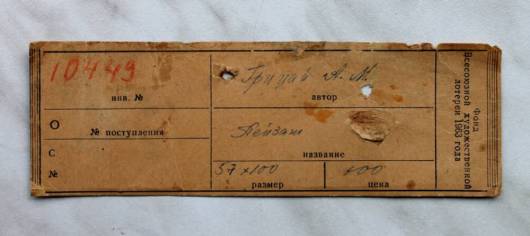 10449
инв. №
О
№ поступления
С
№
Грицай А. М.
автор
Пейзаж
название
57 x 100
размер
100
цена
Фонд
Всесоюзной художественной
лотереи 1963 года